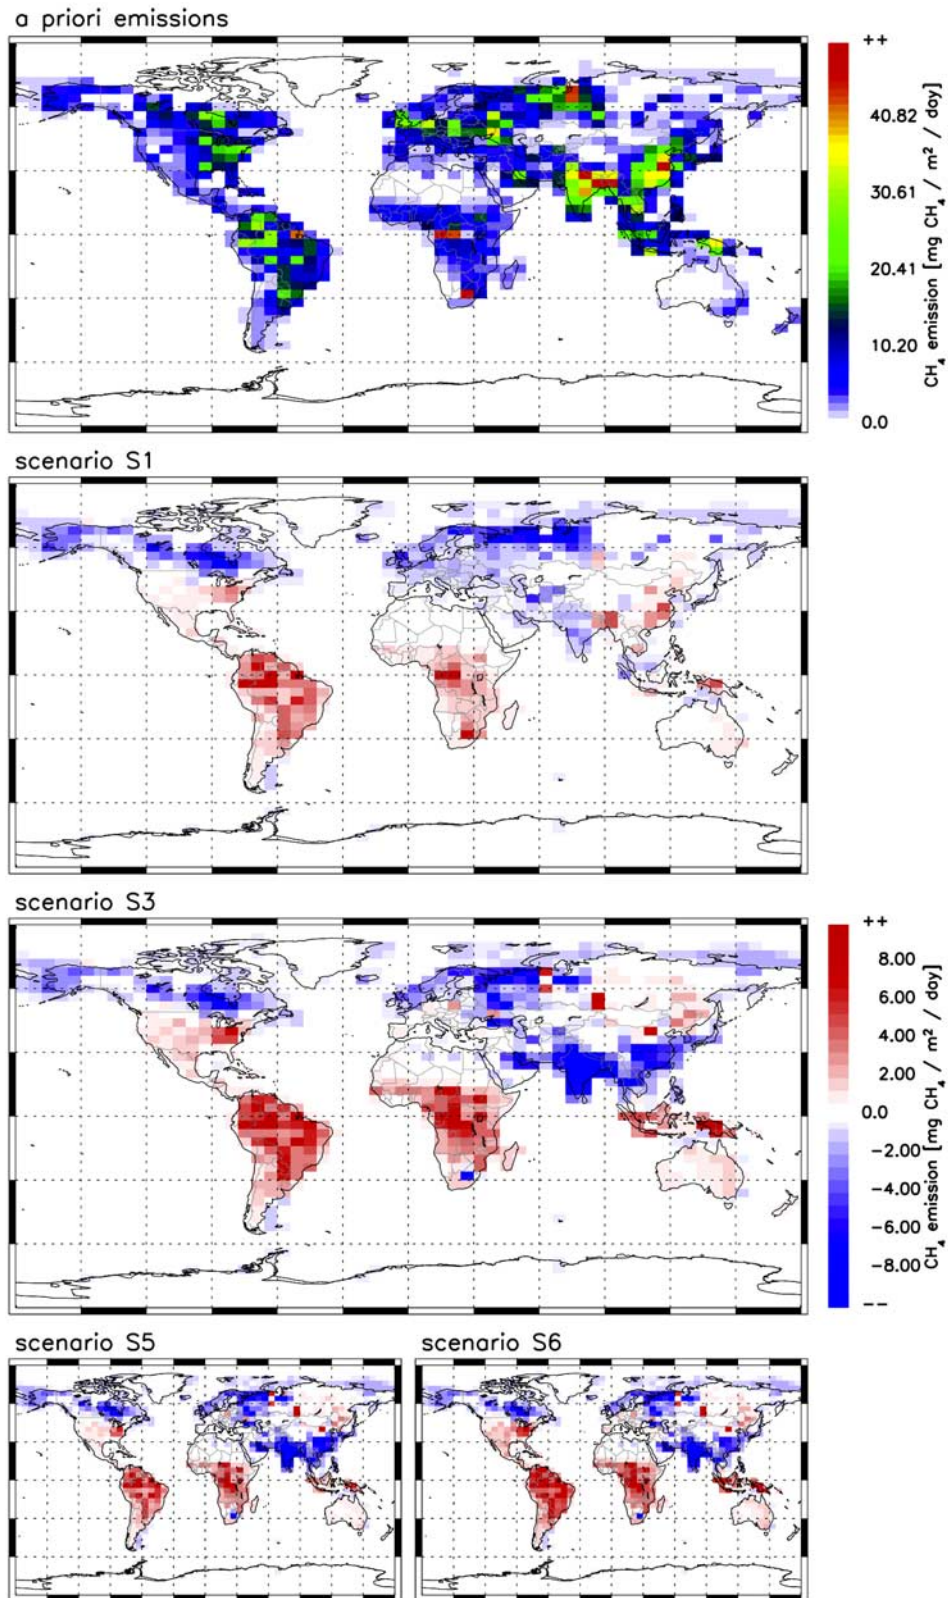 a priori emissions
++
40.82
30.61
20.41
10.20
0.0
CH₄ emission [mg CH₄ / m² / day]
scenario S1
scenario S3
++
8.00
6.00
4.00
2.00
0.0
−2.00
−4.00
−6.00
−8.00
−−
CH₄ emission [mg CH₄ / m² / day]
scenario S5
scenario S6